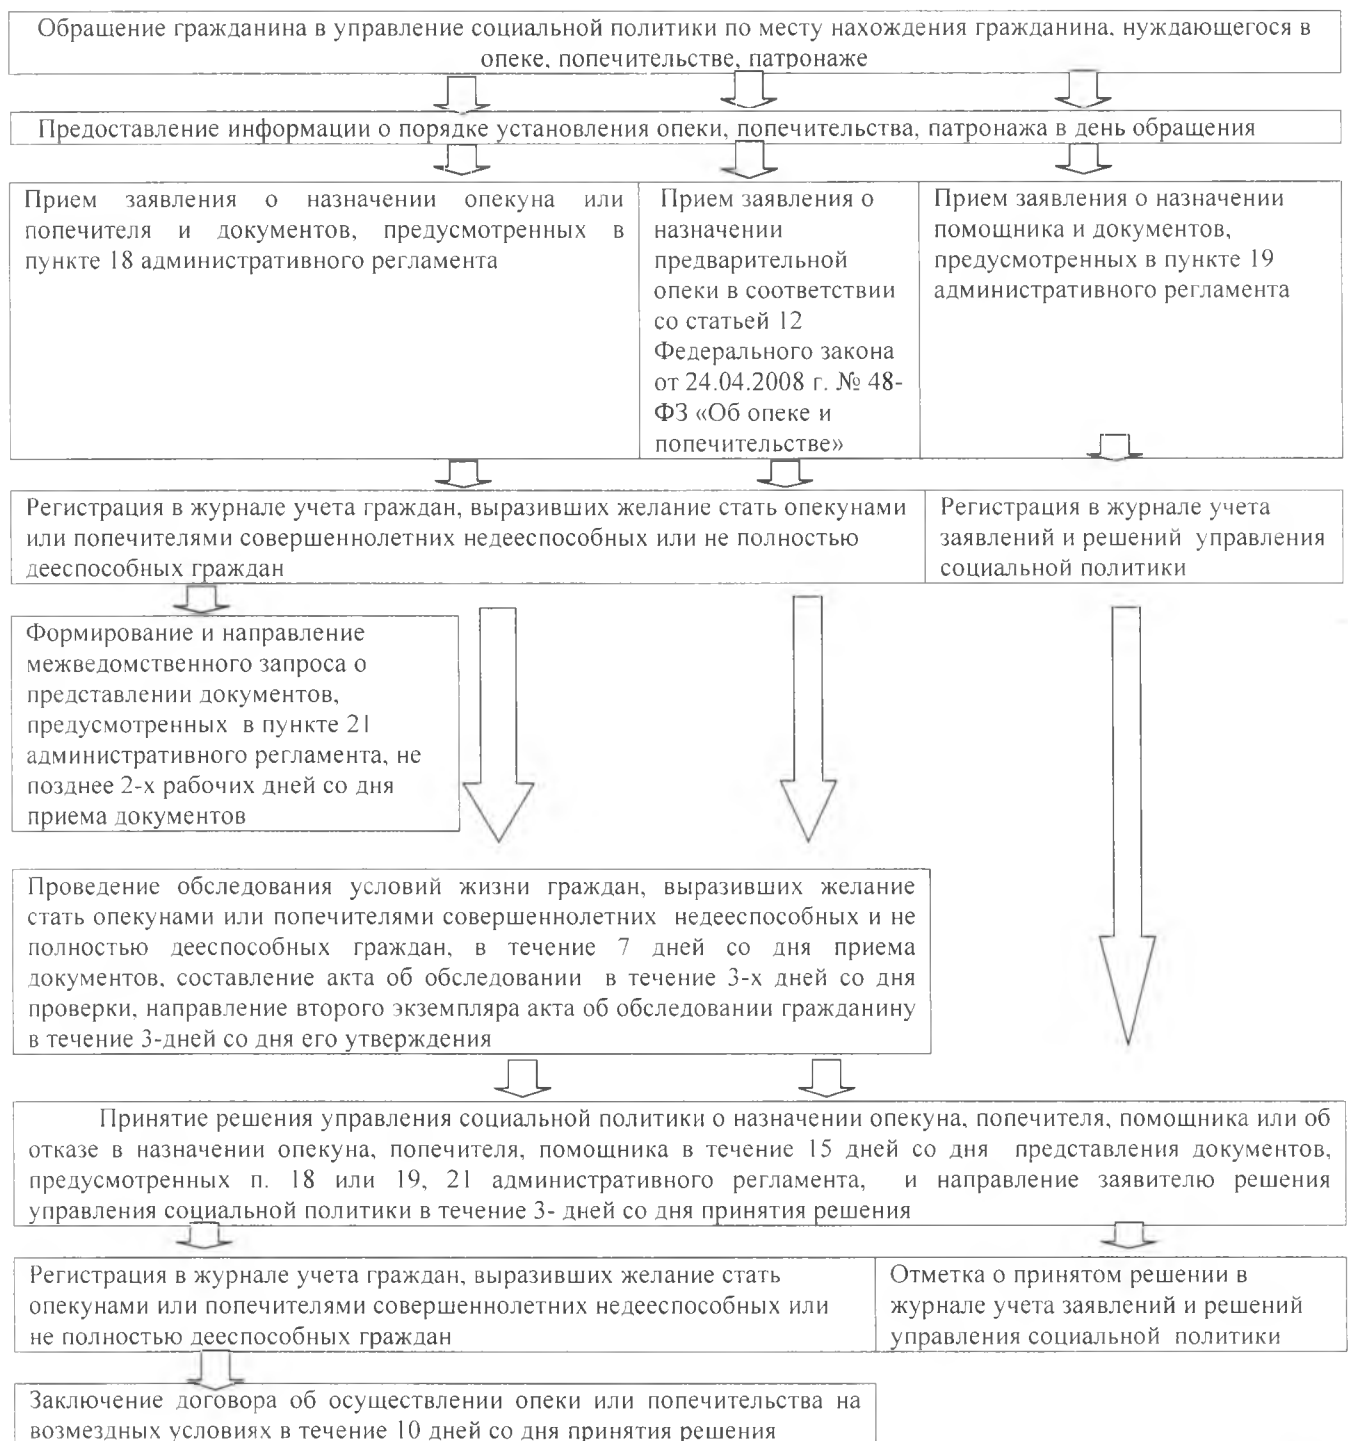 Обращение гражданина в управление социальной политики по месту нахождения гражданина, нуждающегося в
опеке, попечительстве, патронаже
Предоставление информации о порядке установления опеки, попечительства, патронажа в день обращения
Прием заявления о назначении опекуна или
попечителя и документов, предусмотренных в
пункте 18 административного регламента
Прием заявления о
назначении
предварительной
опеки в соответствии
со статьей 12
Федерального закона
от 24.04.2008 г. № 48-
ФЗ «Об опеке и
попечительстве»
Прием заявления о назначении
помощника и документов,
предусмотренных в пункте 19
административного регламента
Регистрация в журнале учета граждан, выразивших желание стать опекунами
или попечителями совершеннолетних недееспособных или не полностью
дееспособных граждан
Регистрация в журнале учета
заявлений и решений управления
социальной политики
Формирование и направление
межведомственного запроса о
представлении документов,
предусмотренных в пункте 21
административного регламента, не
позднее 2-х рабочих дней со дня
приема документов
Проведение обследования условий жизни граждан, выразивших желание
стать опекунами или попечителями совершеннолетних недееспособных и не
полностью дееспособных граждан, в течение 7 дней со дня приема
документов, составление акта об обследовании в течение 3-х дней со дня
проверки, направление второго экземпляра акта об обследовании гражданину
в течение 3-дней со дня его утверждения
Принятие решения управления социальной политики о назначении опекуна, попечителя, помощника или об
отказе в назначении опекуна, попечителя, помощника в течение 15 дней со дня представления документов,
предусмотренных п. 18 или 19, 21 административного регламента, и направление заявителю решения
управления социальной политики в течение 3- дней со дня принятия решения
Регистрация в журнале учета граждан, выразивших желание стать
опекунами или попечителями совершеннолетних недееспособных или
не полностью дееспособных граждан
Отметка о принятом решении в
журнале учета заявлений и решений
управления социальной политики
Заключение договора об осуществлении опеки или попечительства на
возмездных условиях в течение 10 дней со дня принятия решения